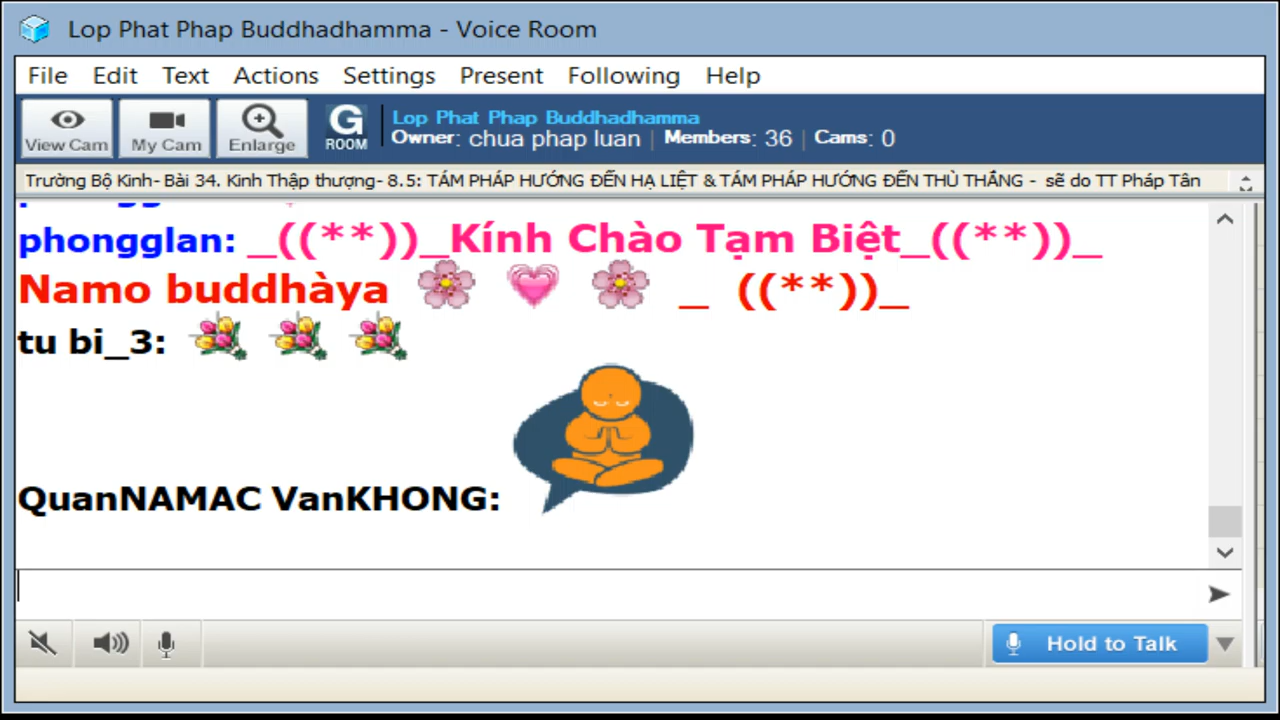 Lop Phat Phap Buddhadhamma - Voice Room
File Edit Text Actions Settings Present Following Help
View Cam My Cam Enlarge G ROOM
Lop Phat Phap Buddhadhamma
Owner: chua phap luan | Members: 36 | Cams: 0
Trường Bộ Kinh- Bài 34. Kinh Thập thượng- 8.5: TÁM PHÁP HƯỚNG ĐẾN HẠ LIỆT & TÁM PHÁP HƯỚNG ĐẾN THÙ THẮNG - sẽ do TT Pháp Tân
phongglan: _((**))_Kính Chào Tạm Biệt_((**))_
Namo buddhàya _ ((**))_
tu bi_3:
QuanNAMAC VanKHONG:
Hold to Talk